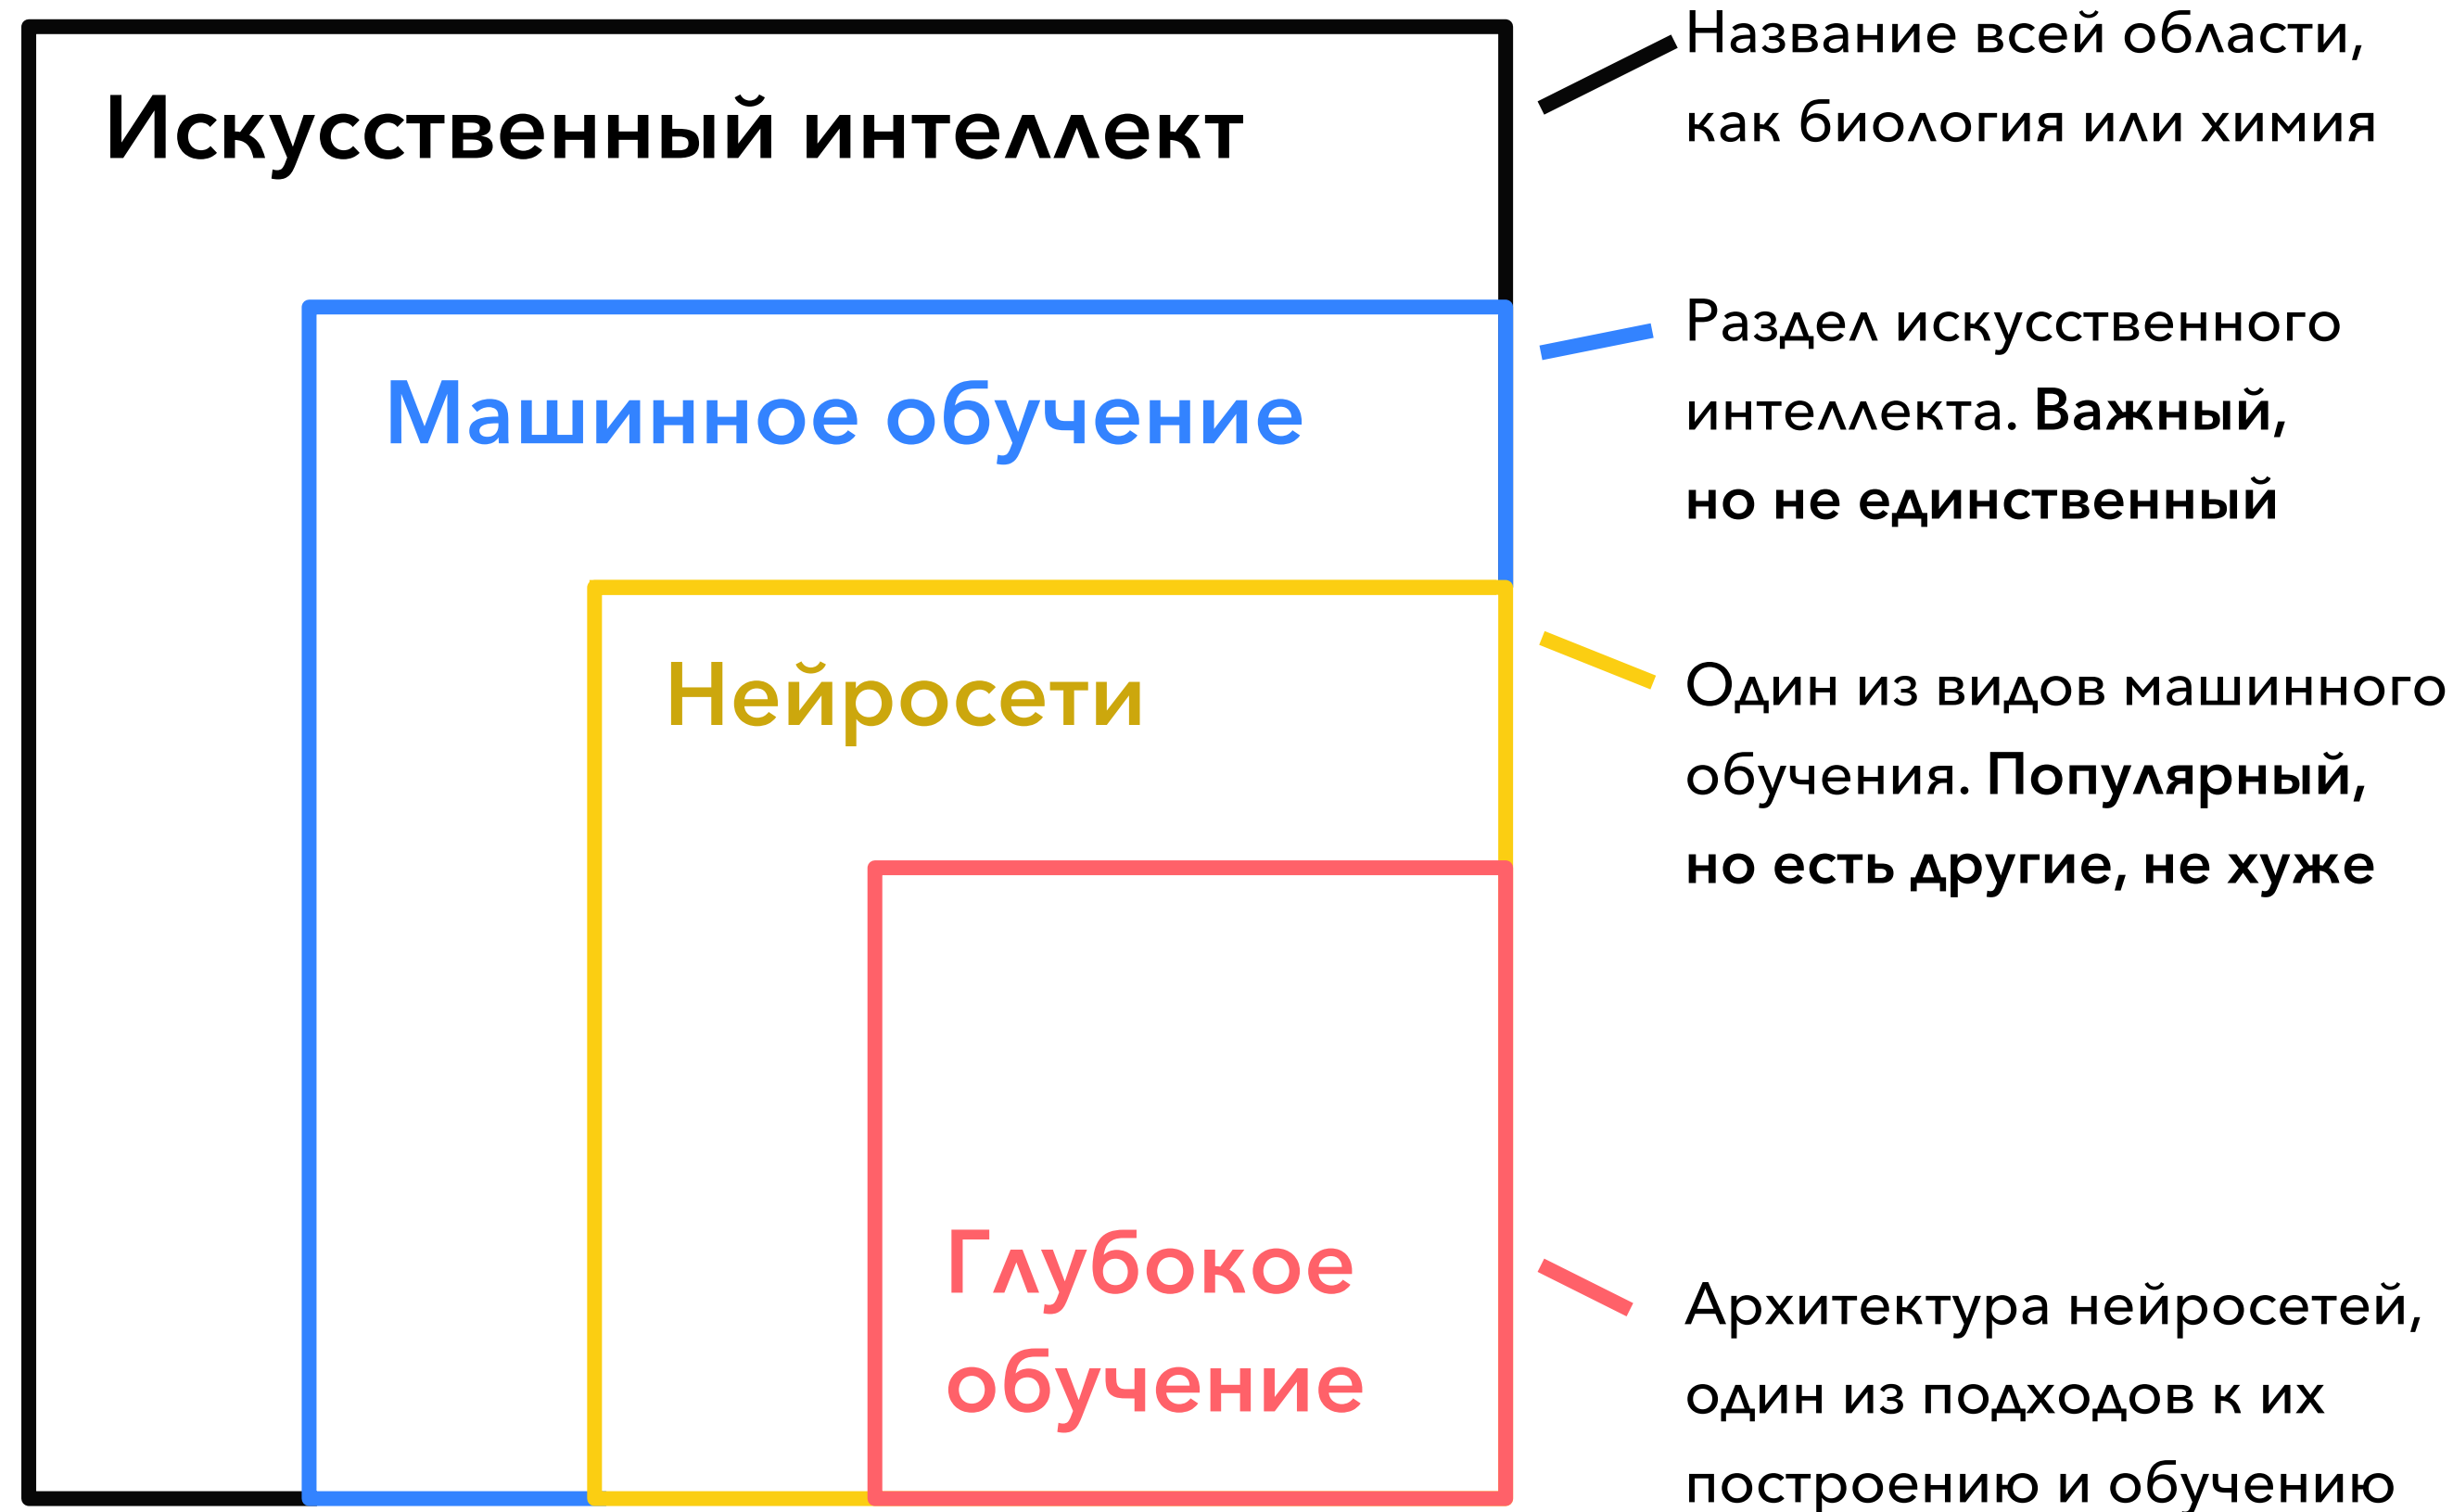 Искусственный интеллект
Название всей области,
как биология или химия
Машинное обучение
Раздел искусственного
интеллекта. Важный,
но не единственный
Нейросети
Один из видов машинного
обучения. Популярный,
но есть другие, не хуже
Глубокое
обучение
Архитектура нейросетей,
один из подходов к их
построению и обучению